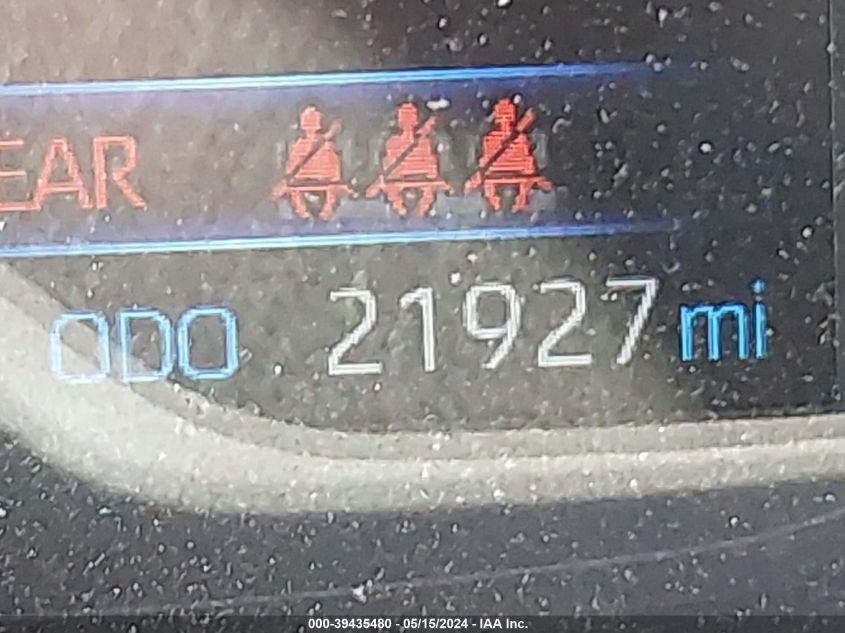 EAR
ODO 21927 mi
000-39435480 - 05/15/2024 - IAA Inc.